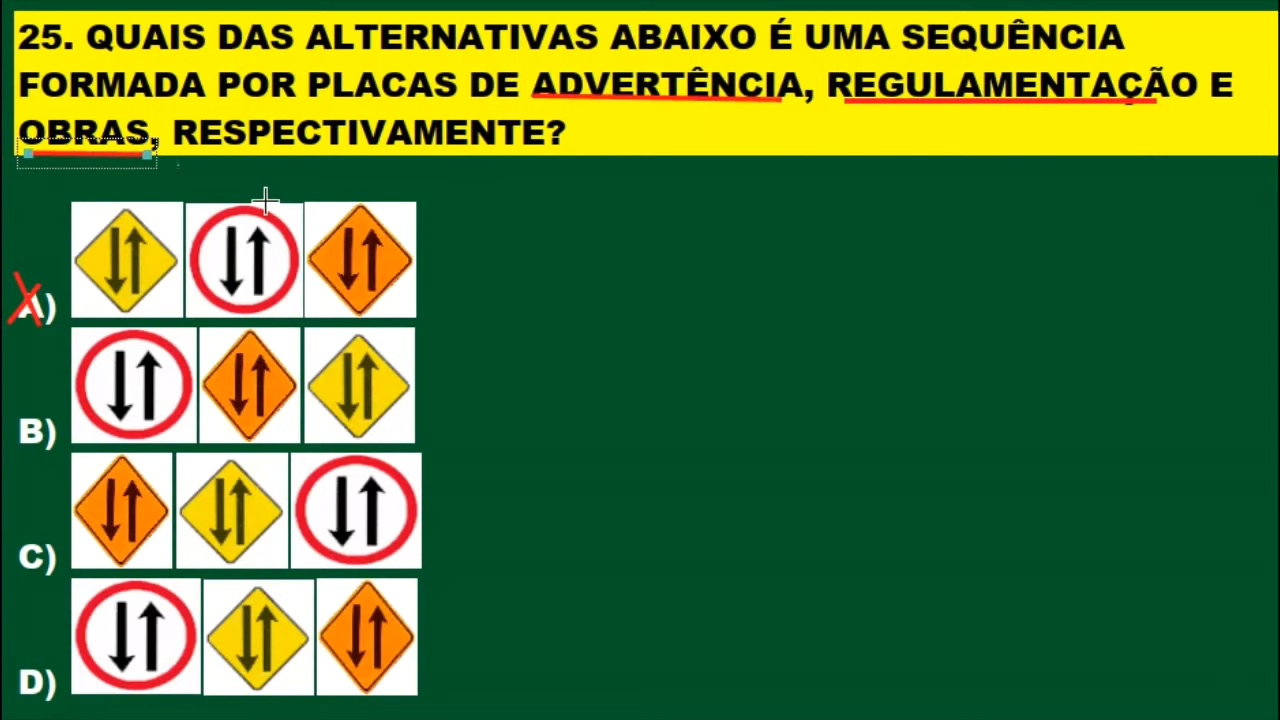 25. QUAIS DAS ALTERNATIVAS ABAIXO É UMA SEQUÊNCIA
FORMADA POR PLACAS DE ADVERTÊNCIA, REGULAMENTAÇÃO E
OBRAS, RESPECTIVAMENTE?
A)
B)
C)
D)